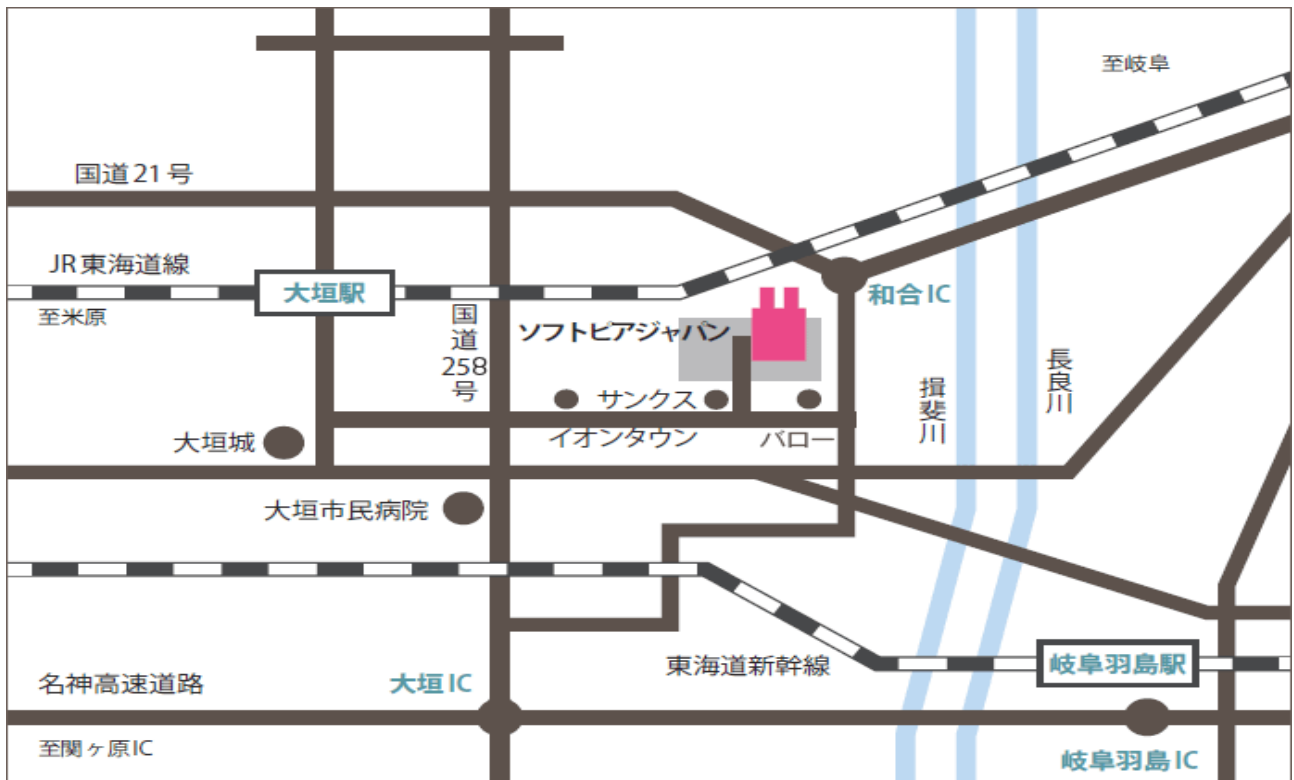 至岐阜
国道21号
JR東海道線
大垣駅
和合IC
至米原
国道258号
ソフトピアジャパン
長良川
揖斐川
サンクス
大垣城
イオンタウン
バロー
大垣市民病院
東海道新幹線
岐阜羽島駅
名神高速道路
大垣IC
至関ヶ原IC
岐阜羽島IC